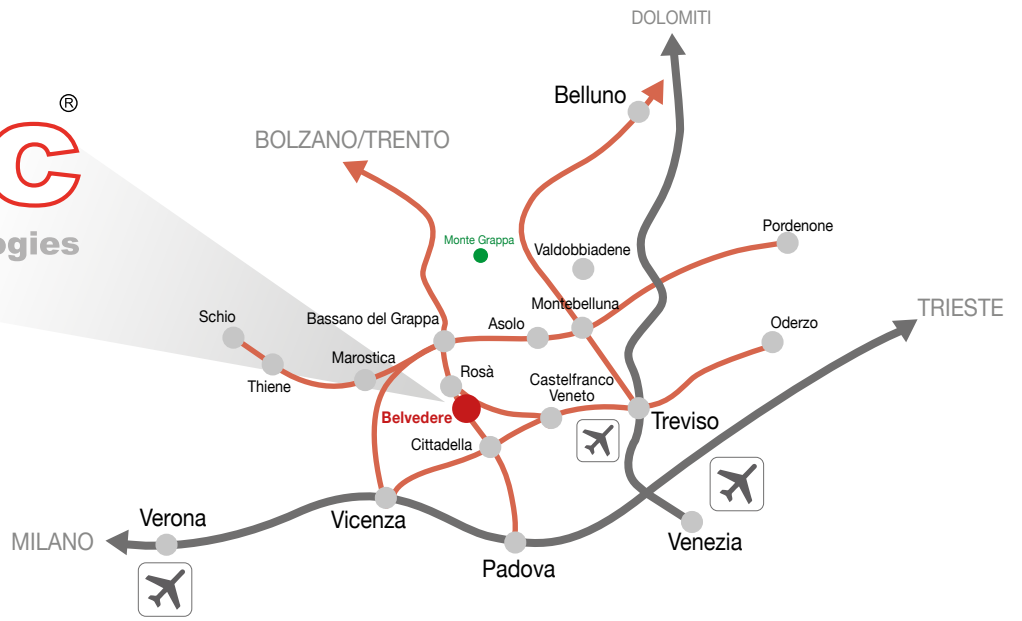 DOLOMITI
Belluno
®
BOLZANO/TRENTO
Pordenone
Monte Grappa
Valdobbiadene
Montebelluna
TRIESTE
Schio
Bassano del Grappa
Asolo
Oderzo
Marostica
Rosà
Thiene
Castelfranco
Veneto
Belvedere
Treviso
Cittadella
Verona
Vicenza
MILANO
Venezia
Padova